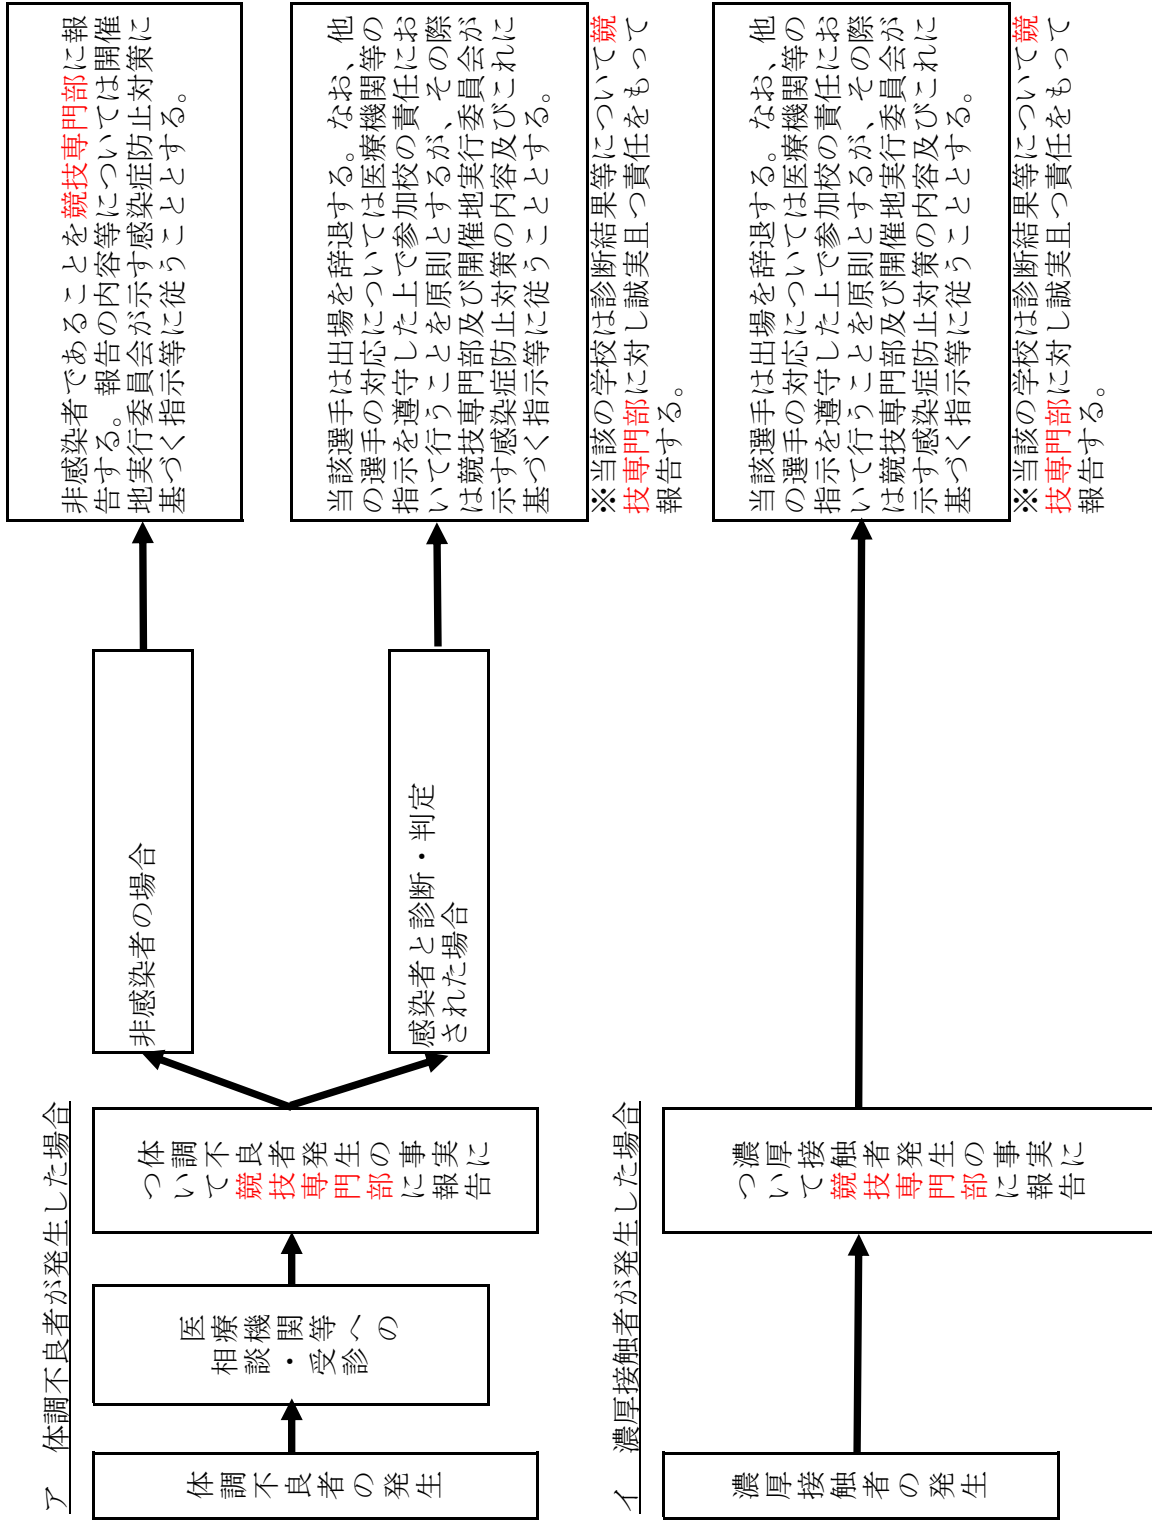 ア　体調不良者が発生した場合
体調不良者の発生
医療機関等への
相談・受診
体調不良者発生の事実に
ついて競技専門部に報告
非感染者の場合
非感染者であることを競技専門部に報
告する。報告の内容等については開催
地実行委員会が示す感染症防止対策に
基づく指示等に従うこととする。
感染者と診断・判定
された場合
当該選手は出場を辞退する。なお、他
の選手の対応については医療機関等の
指示を遵守した上で参加校の責任にお
いて行うことを原則とするが、その際
は競技専門部及び開催地実行委員会が
示す感染症防止対策の内容及びこれに
基づく指示等に従うこととする。
※当該の学校は診断結果等について競
技専門部に対し誠実且つ責任をもって
報告する。
イ　濃厚接触者が発生した場合
濃厚接触者の発生
濃厚接触者発生の事実に
ついて競技専門部に報告
当該選手は出場を辞退する。なお、他
の選手の対応については医療機関等の
指示を遵守した上で参加校の責任にお
いて行うことを原則とするが、その際
は競技専門部及び開催地実行委員会が
示す感染症防止対策の内容及びこれに
基づく指示等に従うこととする。
※当該の学校は診断結果等について競
技専門部に対し誠実且つ責任をもって
報告する。